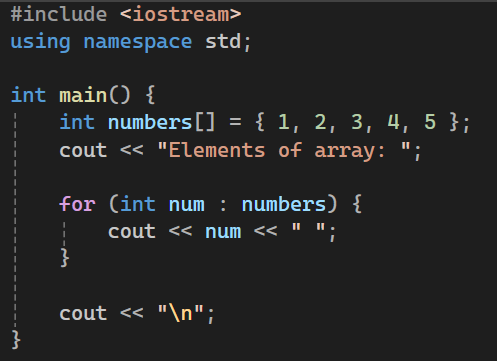 #include <iostream>
using namespace std;
int main() {
int numbers[] = { 1, 2, 3, 4, 5 };
cout << "Elements of array: ";
for (int num : numbers) {
cout << num << " ";
}
cout << "\n";
}